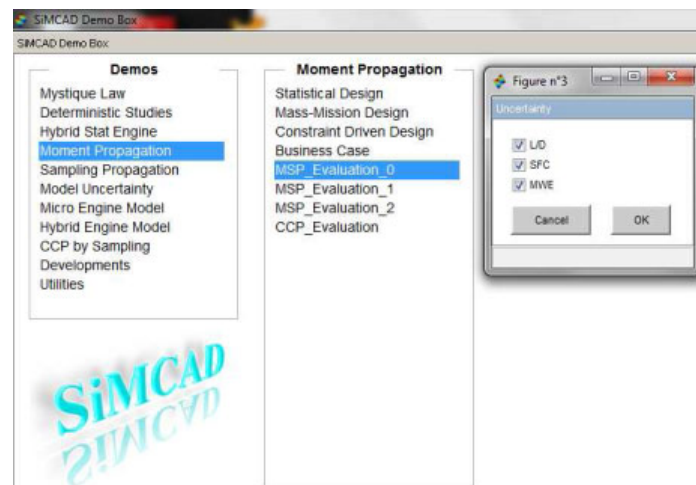 SiMCAD Demo Box
SiMCAD Demo Box
Demos
Mystique Law
Deterministic Studies
Hybrid Stat Engine
Moment Propagation
Sampling Propagation
Model Uncertainty
Micro Engine Model
Hybrid Engine Model
CCP by Sampling
Developments
Utilities
SiMCAD
SiMCAD
Moment Propagation
Statistical Design
Mass-Mission Design
Constraint Driven Design
Business Case
MSP_Evaluation_0
MSP_Evaluation_1
MSP_Evaluation_2
CCP_Evaluation
Figure n°3
Uncertainty
L/D
SFC
MWE
Cancel OK